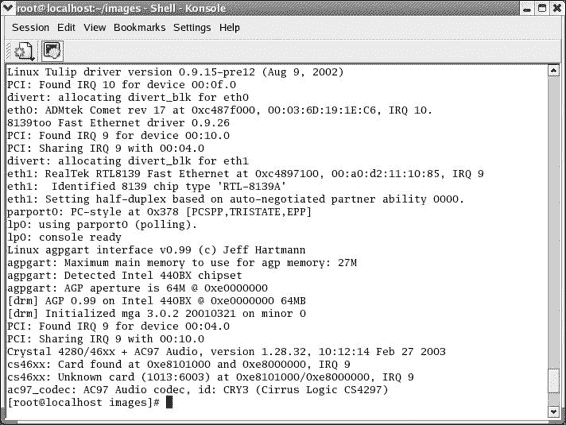 root@localhost:~/images - Shell - Konsole
Session Edit View Bookmarks Settings Help
Linux Tulip driver version 0.9.15-pre12 (Aug 9, 2002)
PCI: Found IRQ 10 for device 00:0f.0
divert: allocating divert_blk for eth0
eth0: ADMtek Comet rev 17 at 0xc487f000, 00:03:6D:19:1E:C6, IRQ 10.
8139too Fast Ethernet driver 0.9.26
PCI: Found IRQ 9 for device 00:10.0
PCI: Sharing IRQ 9 with 00:04.0
divert: allocating divert_blk for eth1
eth1: RealTek RTL8139 Fast Ethernet at 0xc4897100, 00:a0:d2:11:10:85, IRQ 9
eth1:  Identified 8139 chip type 'RTL-8139A'
eth1: Setting half-duplex based on auto-negotiated partner ability 0000.
parport0: PC-style at 0x378 [PCSPP,TRISTATE,EPP]
lp0: using parport0 (polling).
lp0: console ready
Linux agpgart interface v0.99 (c) Jeff Hartmann
agpgart: Maximum main memory to use for agp memory: 27M
agpgart: Detected Intel 440BX chipset
agpgart: AGP aperture is 64M @ 0xe0000000
[drm] AGP 0.99 on Intel 440BX @ 0xe0000000 64MB
[drm] Initialized mga 3.0.2 20010321 on minor 0
PCI: Found IRQ 9 for device 00:04.0
PCI: Sharing IRQ 9 with 00:10.0
Crystal 4280/46xx + AC97 Audio, version 1.28.32, 10:12:14 Feb 27 2003
cs46xx: Card found at 0xe8101000 and 0xe8000000, IRQ 9
cs46xx: Unknown card (1013:6003) at 0xe8101000/0xe8000000, IRQ 9
ac97_codec: AC97 Audio codec, id: CRY3 (Cirrus Logic CS4297)
[root@localhost images]#